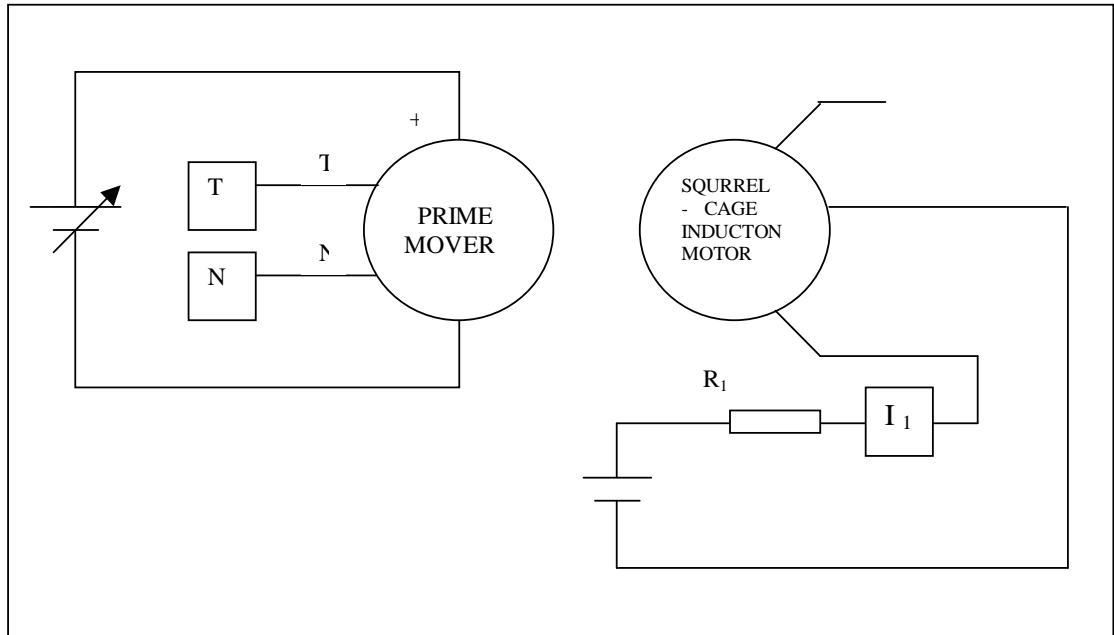 +
T
T
N
N
PRIME
MOVER
SQURREL
- CAGE
INDUCTON
MOTOR
R₁
I ₁